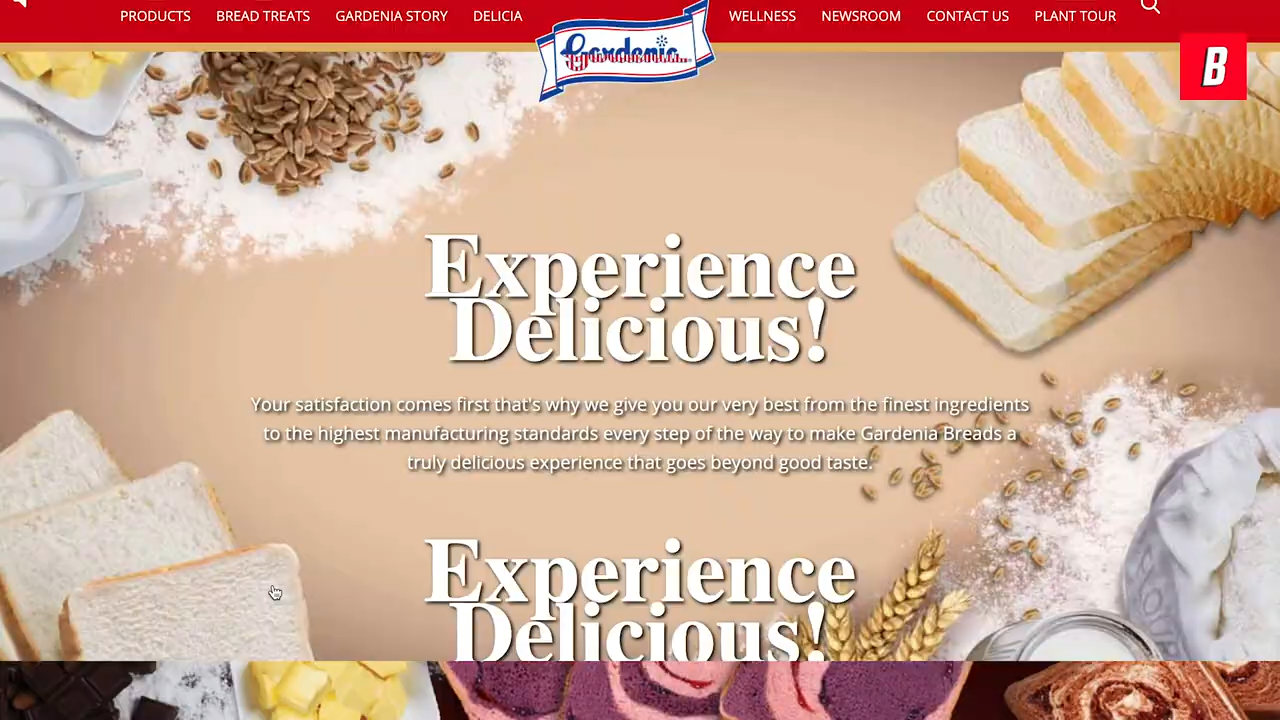 PRODUCTS BREAD TREATS GARDENIA STORY DELICIA WELLNESS NEWSROOM CONTACT US PLANT TOUR
Gardenia
B
Experience
Delicious!
Your satisfaction comes first that's why we give you our very best from the finest ingredients
to the highest manufacturing standards every step of the way to make Gardenia Breads a
truly delicious experience that goes beyond good taste.
Experience
Delicious!